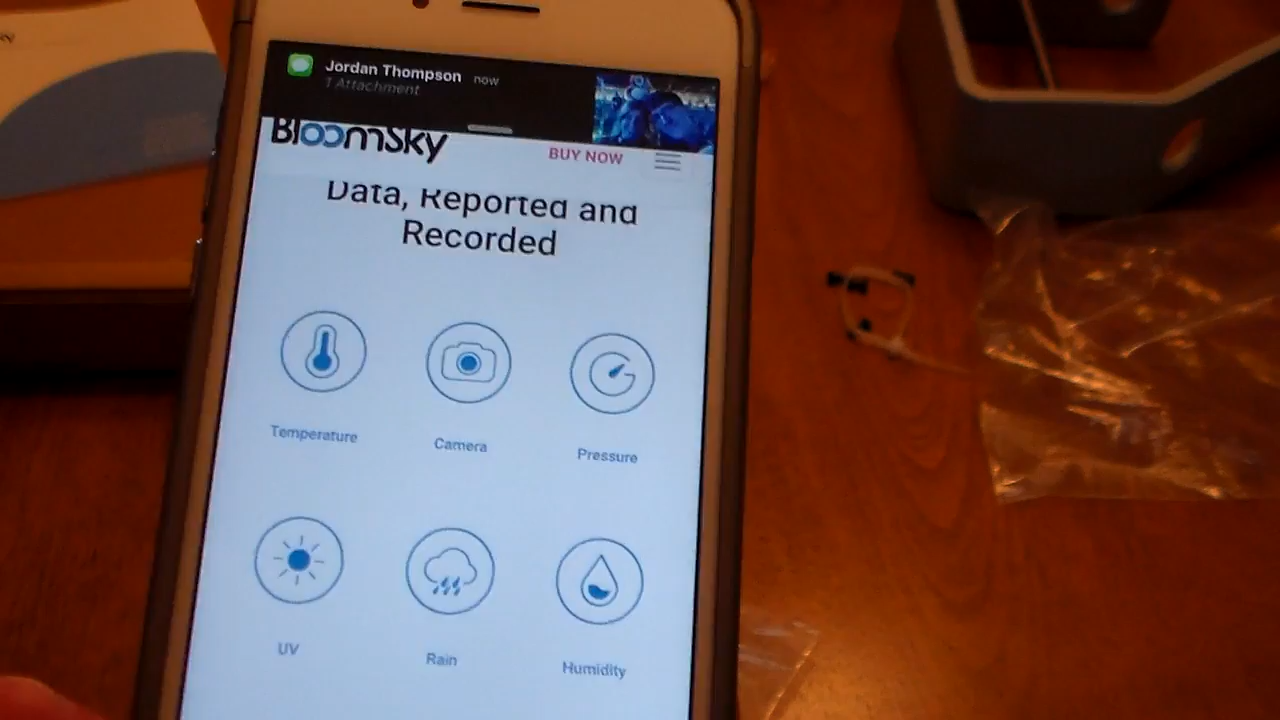 Jordan Thompson now
1 Attachment
BloomSky
BUY NOW
Data, Reported and
Recorded
Temperature
Camera
Pressure
UV
Rain
Humidity